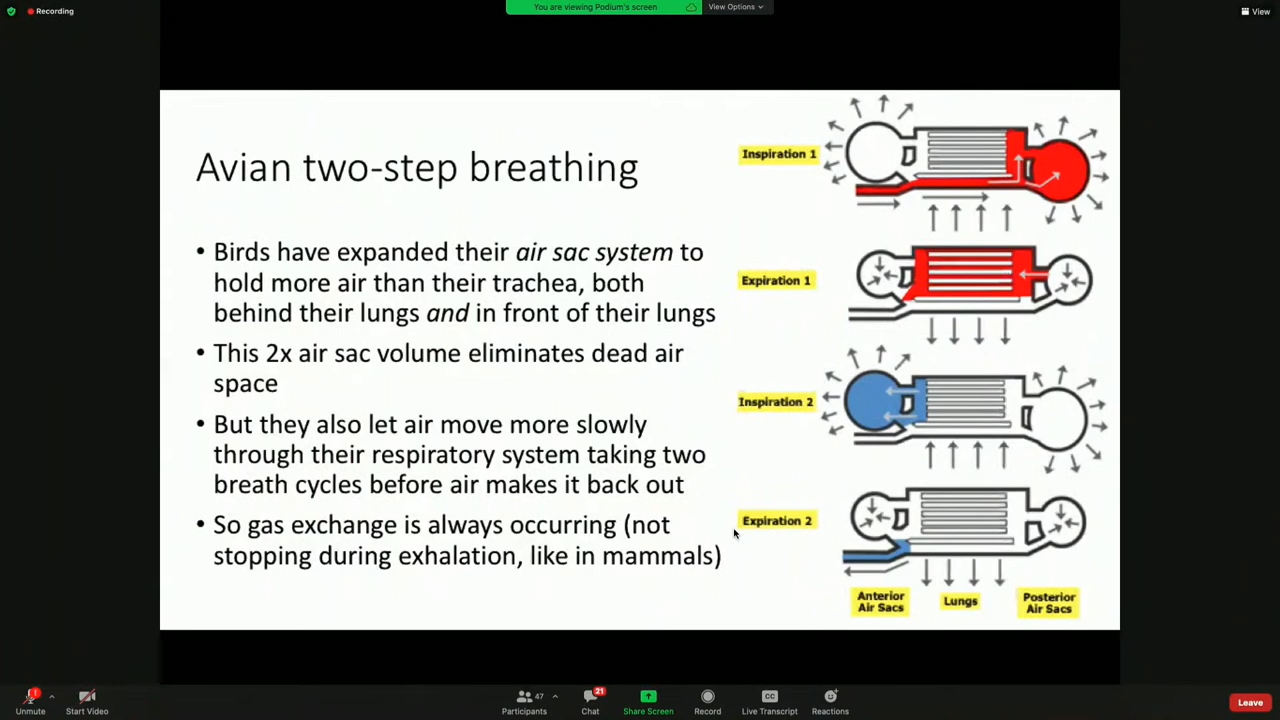 Recording
You are viewing Podium's screen
View Options
View
Avian two-step breathing
• Birds have expanded their air sac system to
hold more air than their trachea, both
behind their lungs and in front of their lungs
• This 2x air sac volume eliminates dead air
space
• But they also let air move more slowly
through their respiratory system taking two
breath cycles before air makes it back out
• So gas exchange is always occurring (not
stopping during exhalation, like in mammals)
Inspiration 1
Expiration 1
Inspiration 2
Expiration 2
Anterior
Air Sacs
Lungs
Posterior
Air Sacs
Unmute
Start Video
47
Participants
21
Chat
Share Screen
Record
CC
Live Transcript
Reactions
Leave